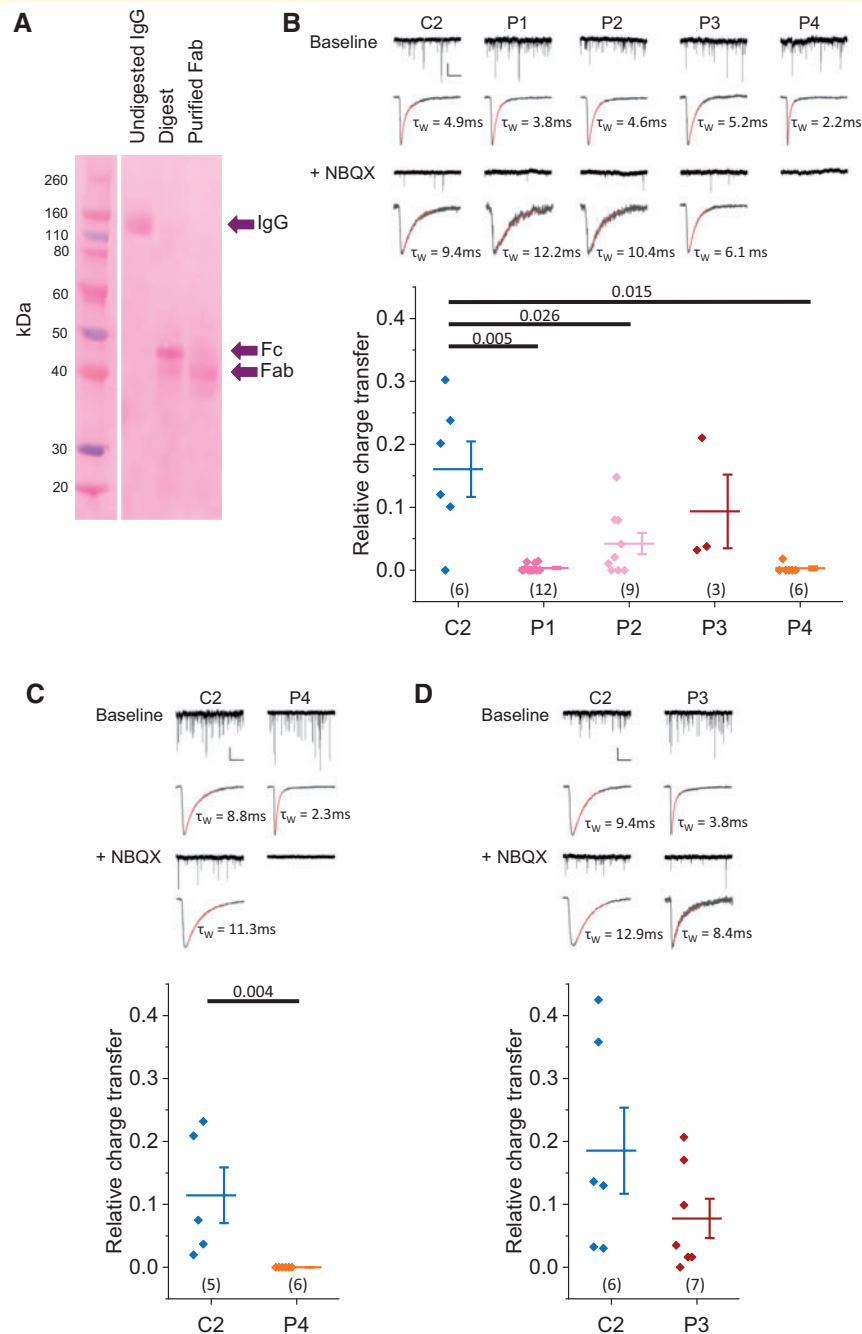 A
Undigested IgG
Digest
Purified Fab
kDa
260
160
110
80
60
50
40
30
20
IgG
Fc
Fab
B
C2 P1 P2 P3 P4
Baseline
τW = 4.9ms τW = 3.8ms τW = 4.6ms τW = 5.2ms τW = 2.2ms
+ NBQX
τW = 9.4ms τW = 12.2ms τW = 10.4ms τW = 6.1 ms
0.015
0.026
0.005
Relative charge transfer
0.4
0.3
0.2
0.1
0.0
(6) (12) (9) (3) (6)
C2 P1 P2 P3 P4
C
C2 P4
Baseline
τW = 8.8ms τW = 2.3ms
+ NBQX
τW = 11.3ms
0.004
Relative charge transfer
0.4
0.3
0.2
0.1
0.0
(5) (6)
C2 P4
D
C2 P3
Baseline
τW = 9.4ms τW = 3.8ms
+ NBQX
τW = 12.9ms τW = 8.4ms
Relative charge transfer
0.4
0.3
0.2
0.1
0.0
(6) (7)
C2 P3